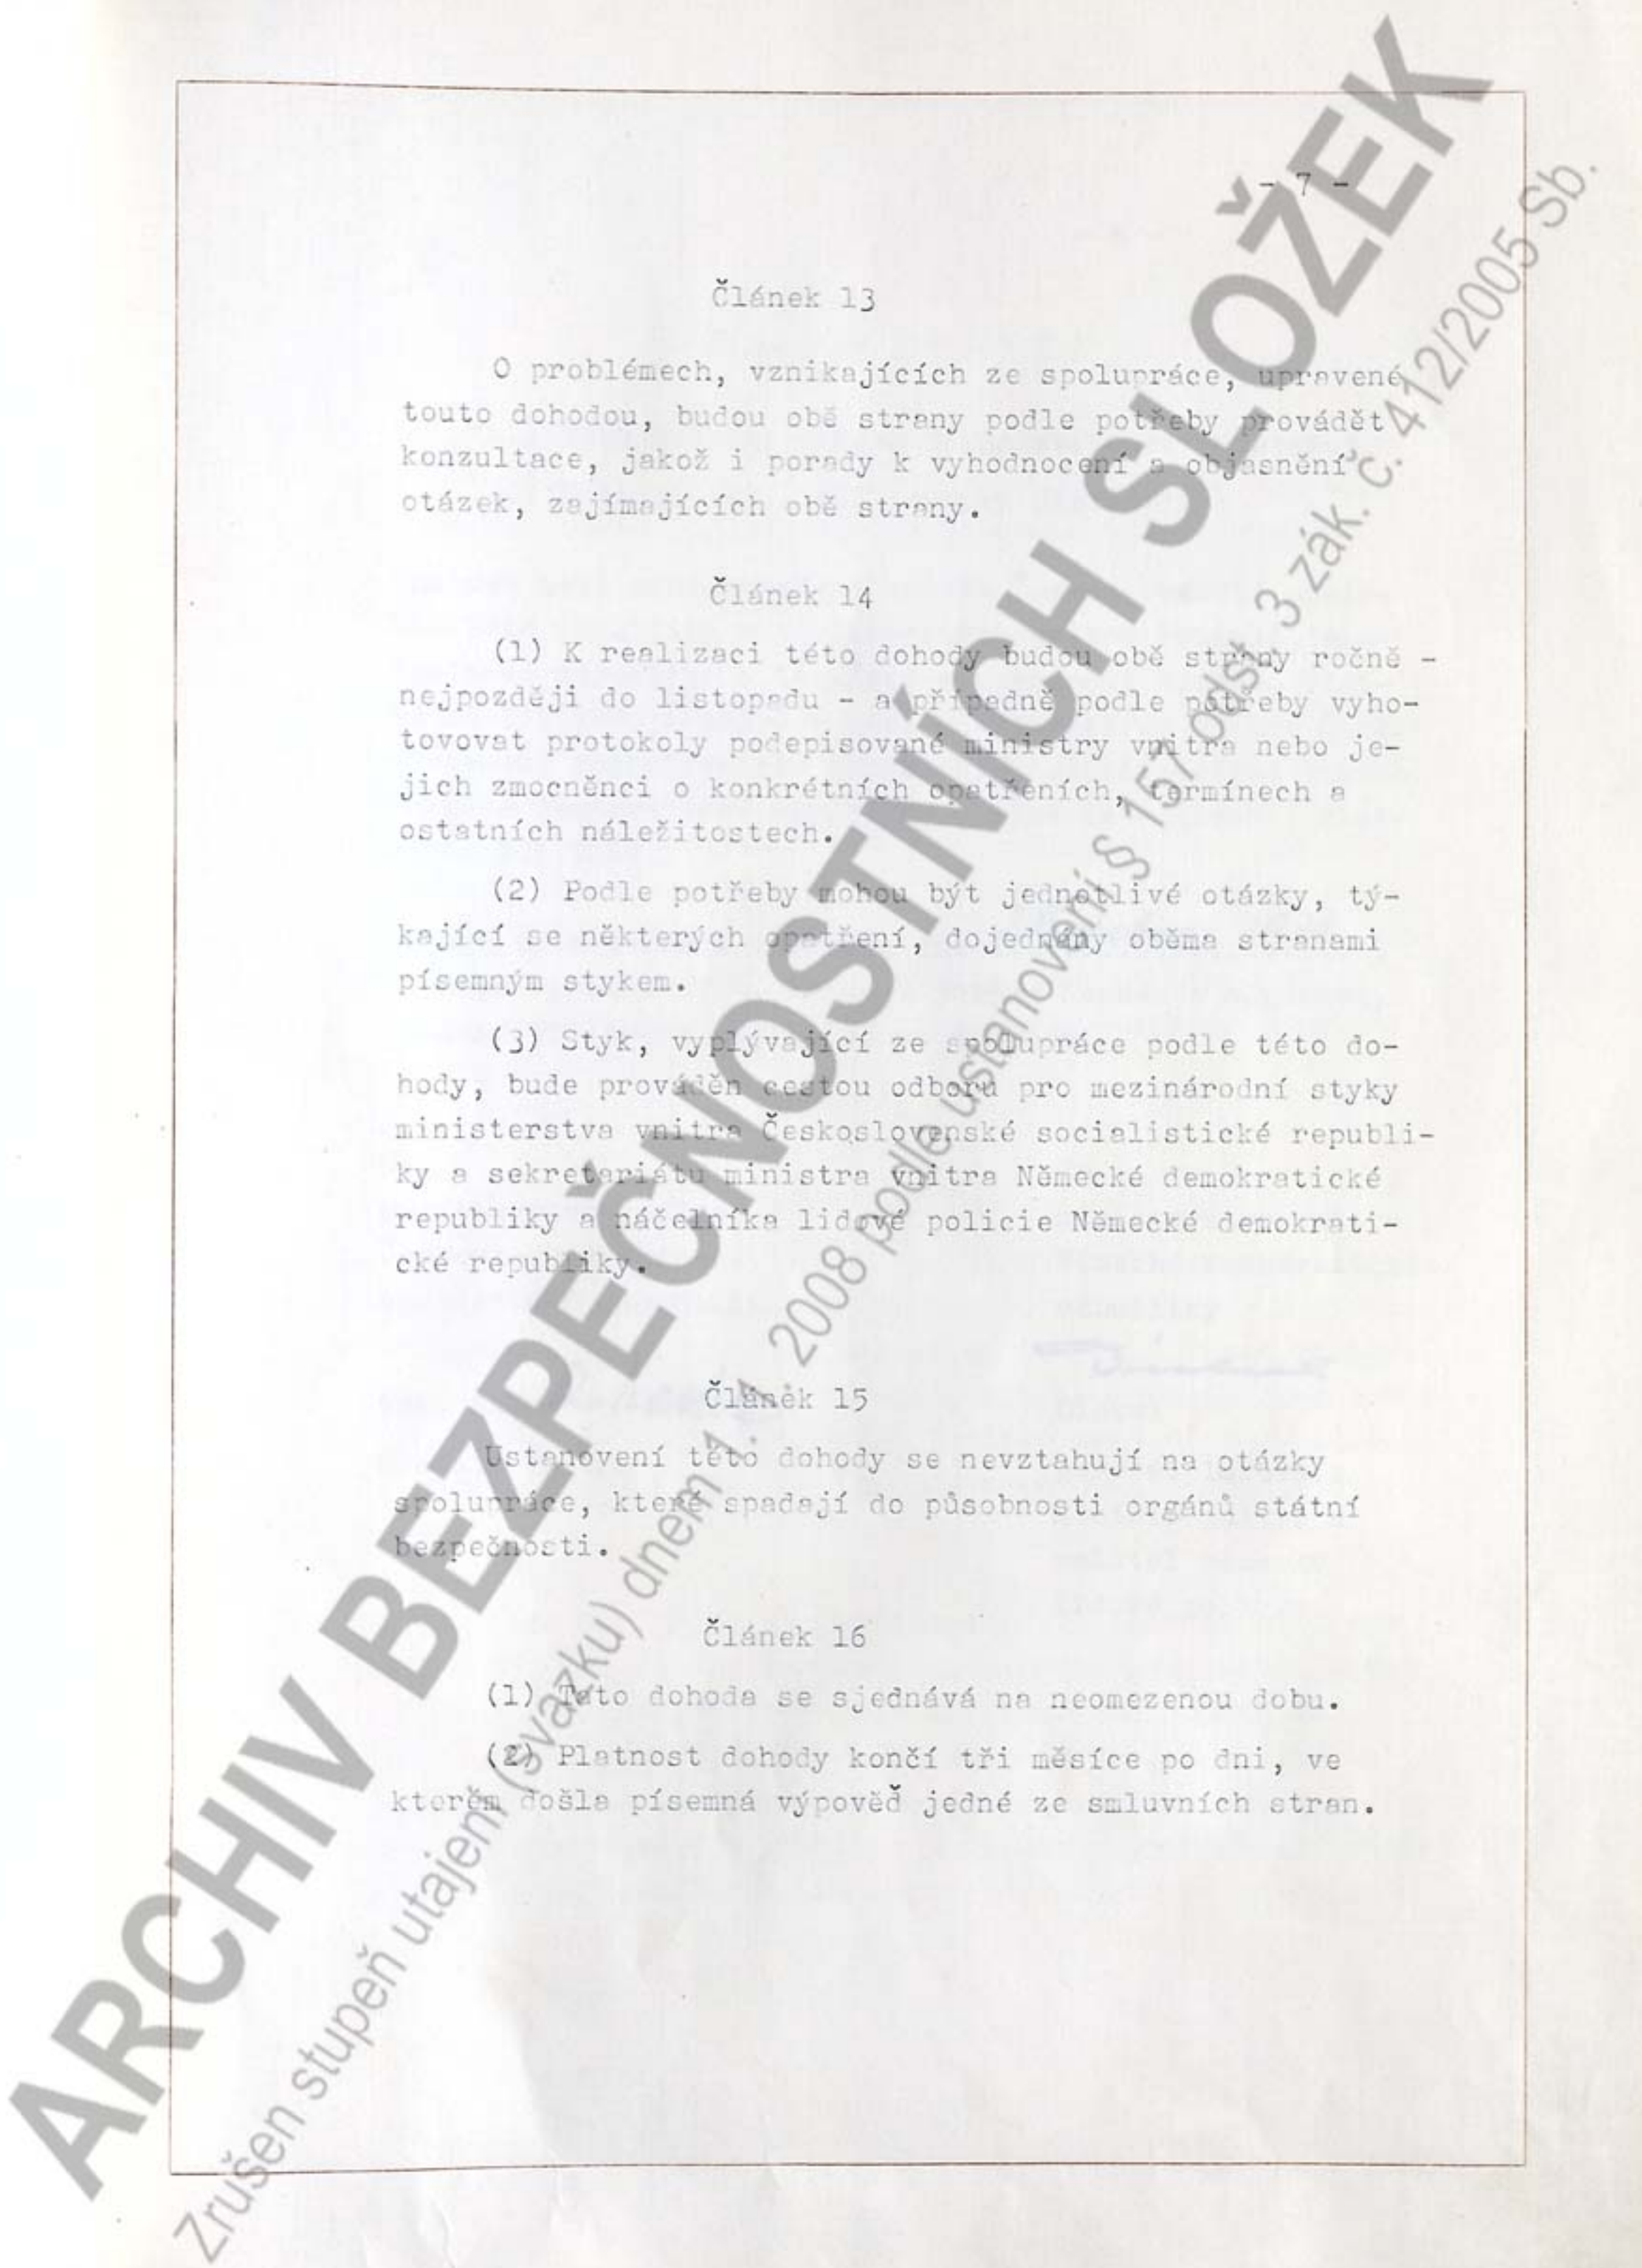 - 7 -
Článek 13
O problémech, vznikajících ze spolupráce, upravené
touto dohodou, budou obě strany podle potřeby provádět
konzultace, jakož i porady k vyhodnocení a objasnění
otázek, zajímajících obě strany.
Článek 14
(1) K realizaci této dohody budou obě strany ročně -
nejpozději do listopadu - a případně podle potřeby vyho-
tovovat protokoly podepisované ministry vnitra nebo je-
jich zmocněnci o konkrétních opatřeních, termínech a
ostatních náležitostech.
(2) Podle potřeby mohou být jednotlivé otázky, tý-
kající se některých opatření, dojednány oběma stranami
písemným stykem.
(3) Styk, vyplývající ze spolupráce podle této do-
hody, bude prováděn cestou odboru pro mezinárodní styky
ministerstva vnitra Československé socialistické republi-
ky a sekretariátu ministra vnitra Německé demokratické
republiky a náčelníka lidové policie Německé demokrati-
cké republiky.
Článek 15
Ustanovení této dohody se nevztahují na otázky
spolupráce, které spadají do působnosti orgánů státní
bezpečnosti.
Článek 16
(1) Tato dohoda se sjednává na neomezenou dobu.
(2) Platnost dohody končí tři měsíce po dni, ve
kterém došla písemná výpověď jedné ze smluvních stran.
ARCHIV BEZPEČNOSTNÍCH SLOŽEK
Zrušen stupeň utajení (svazku) dnem 1. 1. 2008 podle ustanovení § 157 odst. 3 zák. č. 412/2005 Sb.